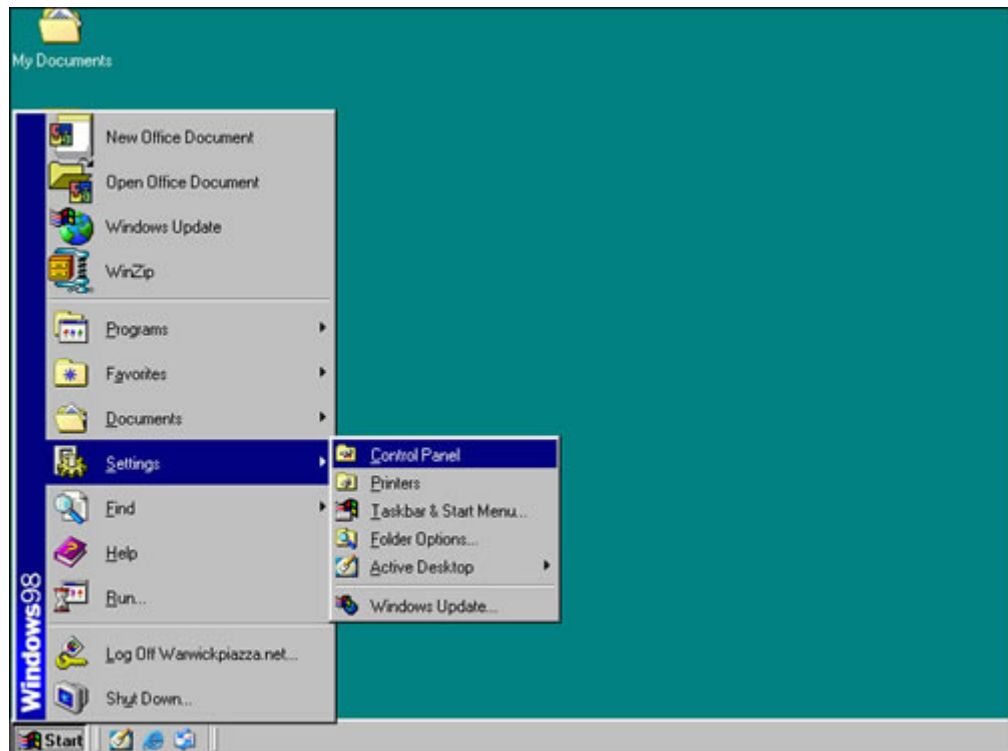 My Documents
New Office Document
Open Office Document
Windows Update
WinZip
Programs
Favorites
Documents
Settings
Find
Help
Run...
Log Off Warwickpiazza.net...
Shut Down...
Windows98
Control Panel
Printers
Taskbar & Start Menu...
Folder Options...
Active Desktop
Windows Update...
Start